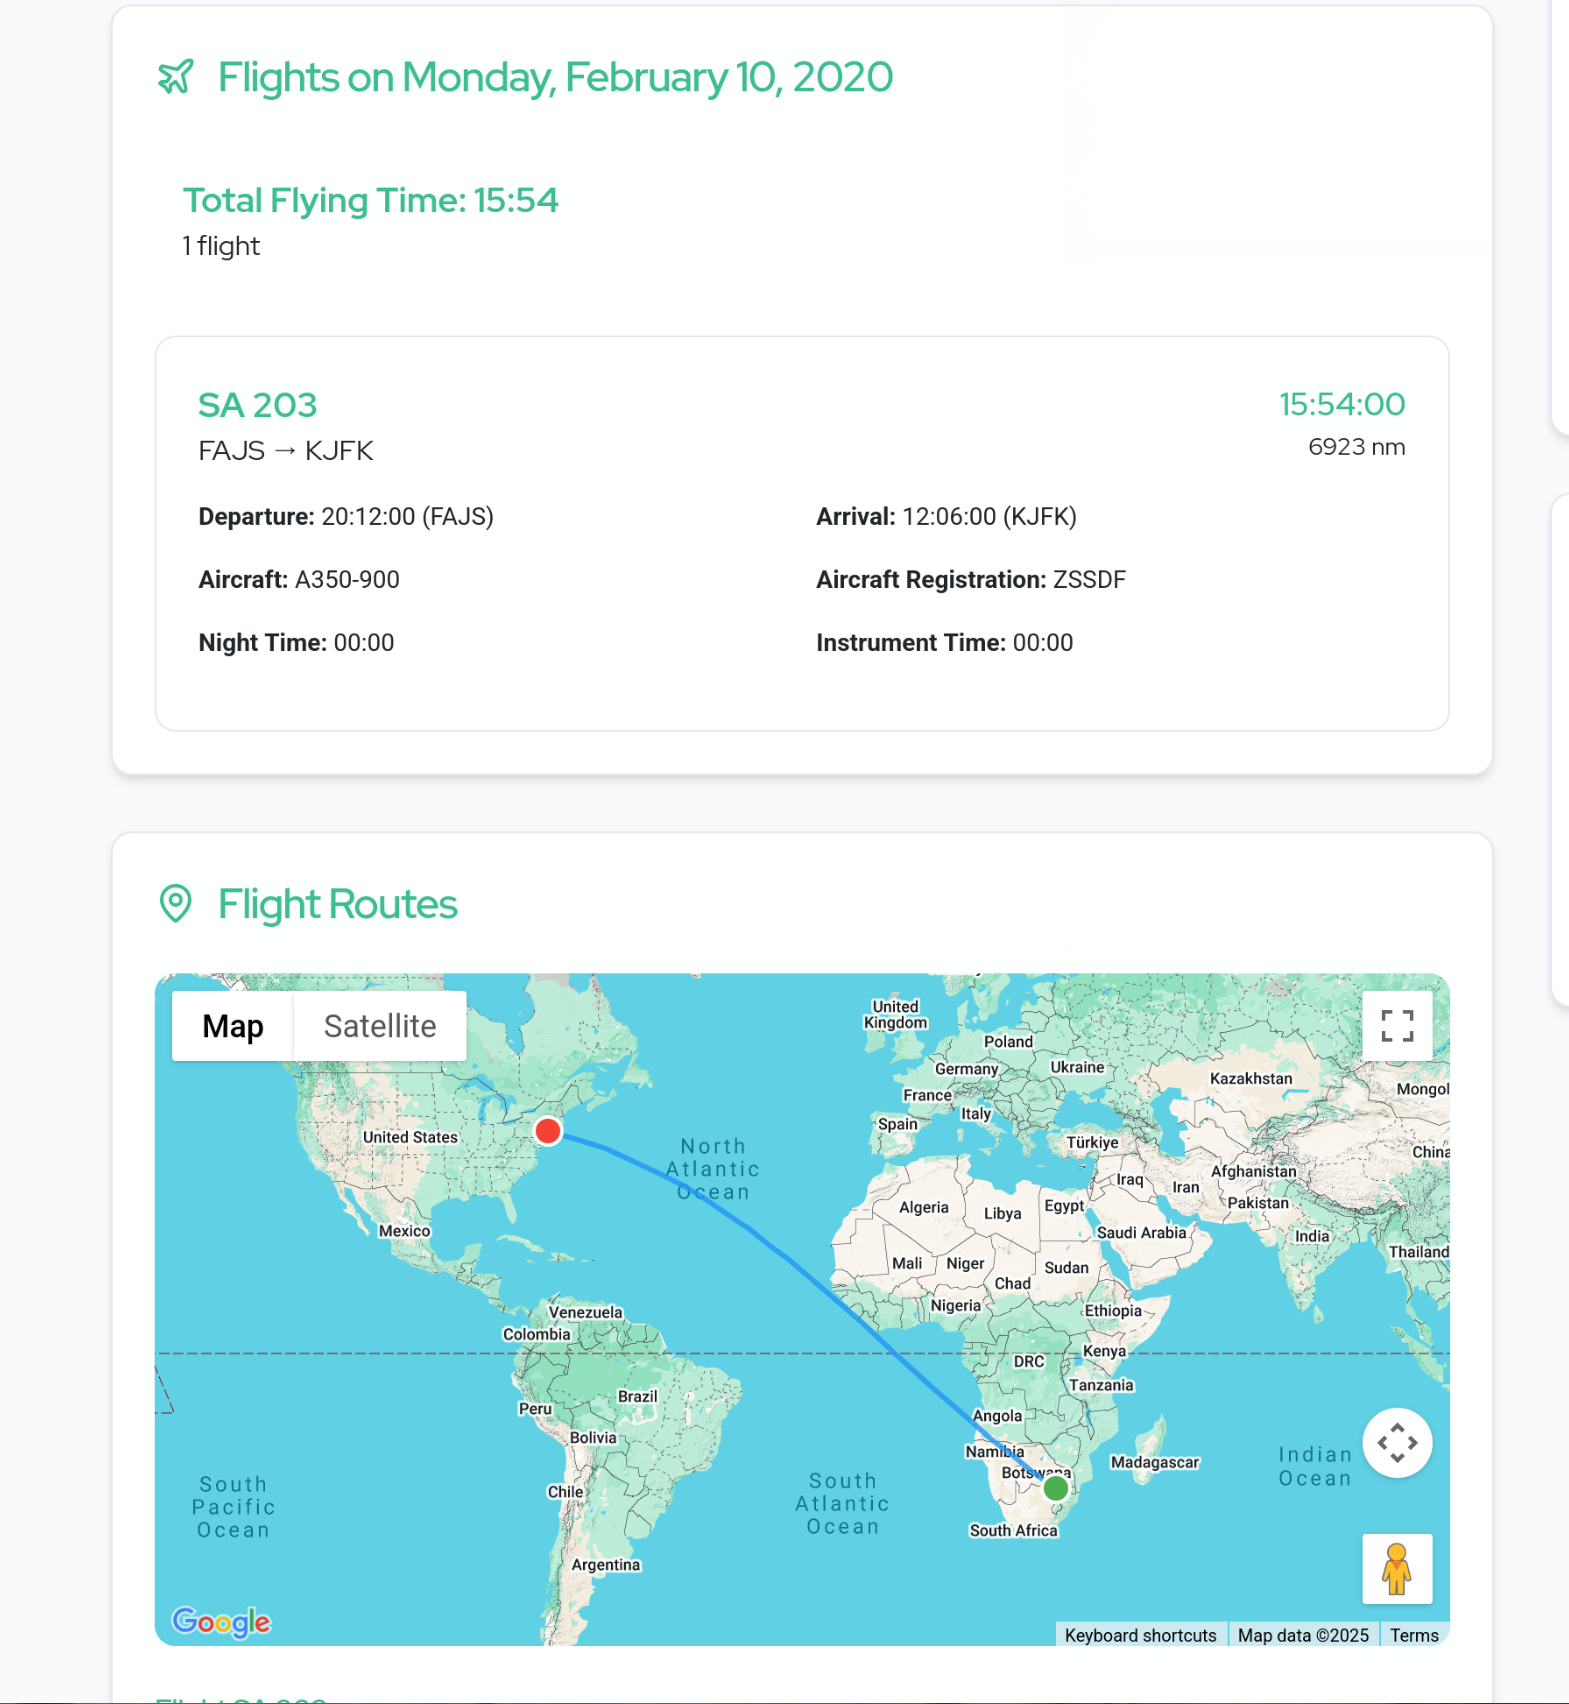 Flights on Monday, February 10, 2020
Total Flying Time: 15:54
1 flight
SA 203
15:54:00
FAJS → KJFK
6923 nm
Departure: 20:12:00 (FAJS)
Arrival: 12:06:00 (KJFK)
Aircraft: A350-900
Aircraft Registration: ZSSDF
Night Time: 00:00
Instrument Time: 00:00
Flight Routes
Map
Satellite
United
Kingdom
Poland
Germany
Ukraine
Kazakhstan
Mongol
France
Italy
Spain
United States
Türkiye
North
Atlantic
Ocean
China
Afghanistan
Iraq
Iran
Pakistan
Algeria
Libya
Egypt
Saudi Arabia
India
Mexico
Thailand
Mali
Niger
Sudan
Chad
Nigeria
Ethiopia
Venezuela
Colombia
Kenya
DRC
Tanzania
Brazil
Peru
Angola
Bolivia
Namibia
Botswana
Madagascar
Indian
Ocean
South
Pacific
Ocean
Chile
South
Atlantic
Ocean
South Africa
Argentina
Google
Keyboard shortcuts
Map data ©2025
Terms